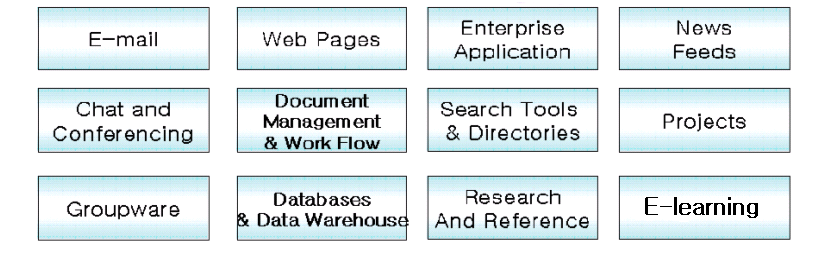 E-mail
Web Pages
Enterprise
Application
News
Feeds
Chat and
Conferencing
Document
Management
& Work Flow
Search Tools
& Directories
Projects
Groupware
Databases
& Data Warehouse
Research
And Reference
E-learning